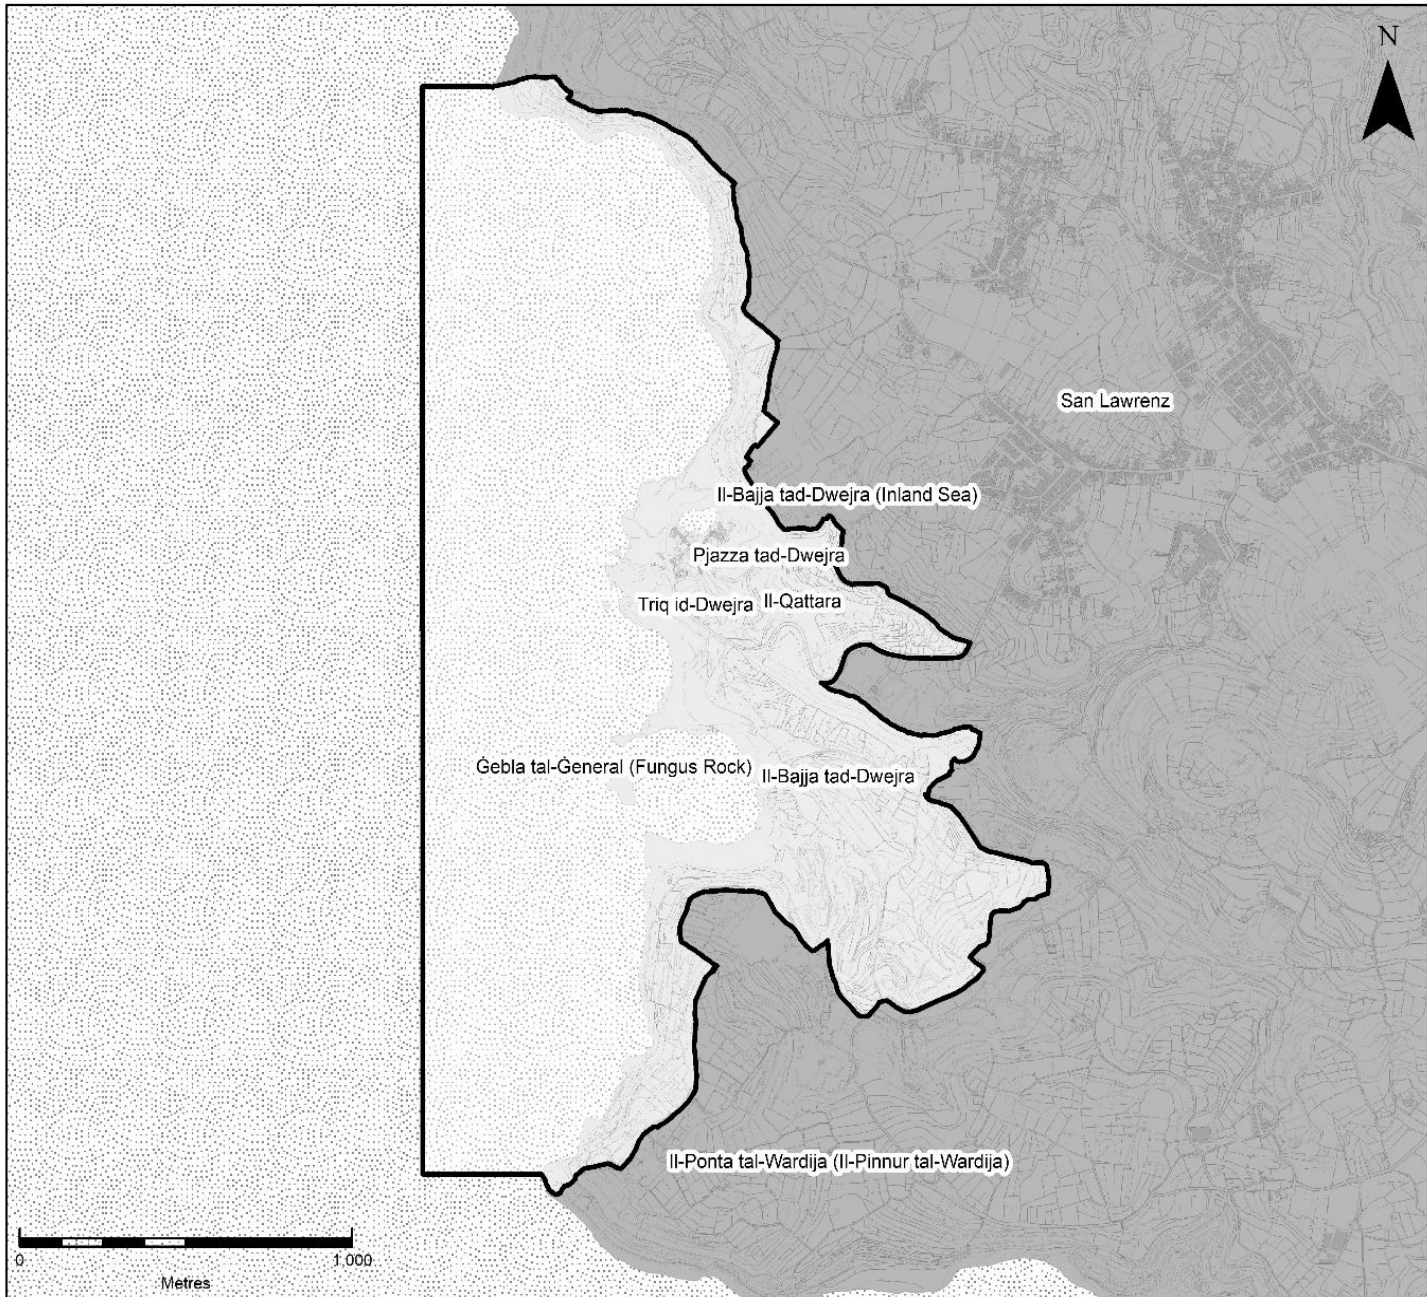 N
San Lawrenz
Il-Bajja tad-Dwejra (Inland Sea)
Pjazza tad-Dwejra
Triq id-Dwejra
Il-Qattara
Ġebla tal-Ġeneral (Fungus Rock)
Il-Bajja tad-Dwejra
Il-Ponta tal-Wardija (Il-Pinnur tal-Wardija)
0
1 000
Metres